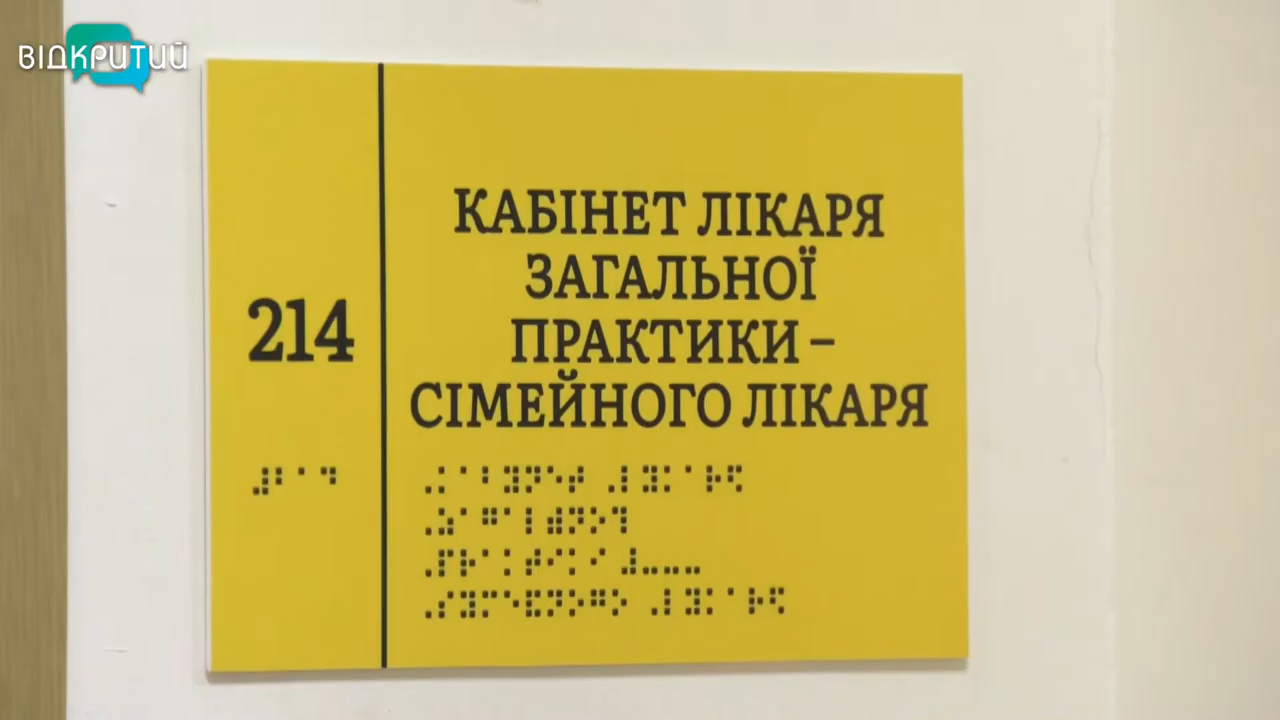 ВІДКРИТИЙ
214
КАБІНЕТ ЛІКАРЯ
ЗАГАЛЬНОЇ
ПРАКТИКИ –
СІМЕЙНОГО ЛІКАРЯ